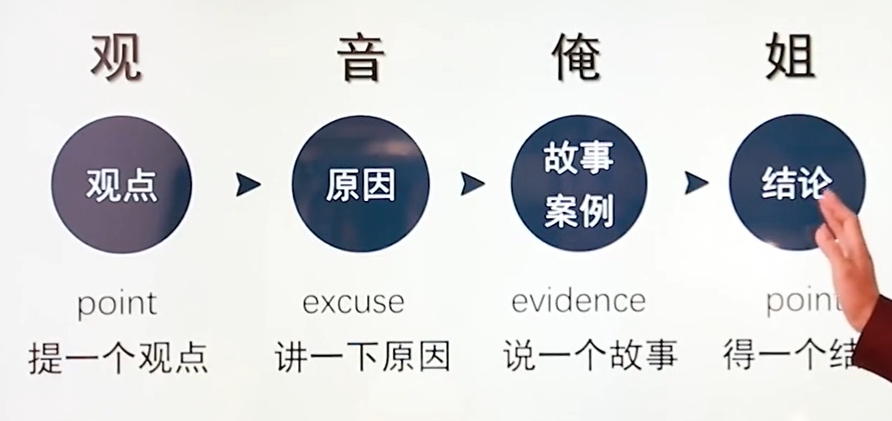 观 音 俺 姐
观点 原因 故事 结论
案例
point excuse evidence point
提一个观点 讲一下原因 说一个故事 得一个结